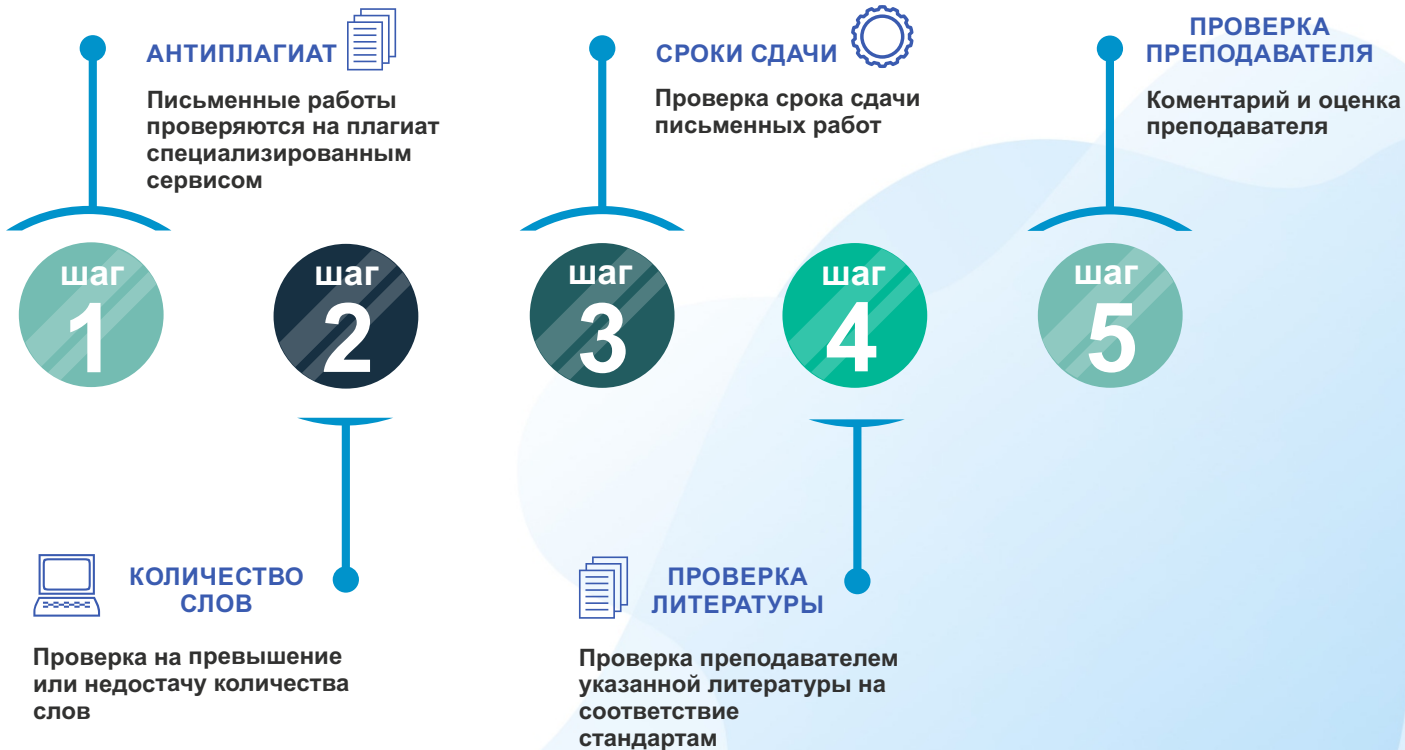 АНТИПЛАГИАТ
Письменные работы
проверяются на плагиат
специализированным
сервисом
СРОКИ СДАЧИ
Проверка срока сдачи
письменных работ
ПРОВЕРКА
ПРЕПОДАВАТЕЛЯ
Коментарий и оценка
преподавателя
шаг
1
шаг
2
шаг
3
шаг
4
шаг
5
КОЛИЧЕСТВО
СЛОВ
Проверка на превышение
или недостачу количества
слов
ПРОВЕРКА
ЛИТЕРАТУРЫ
Проверка преподавателем
указанной литературы на
соответствие
стандартам